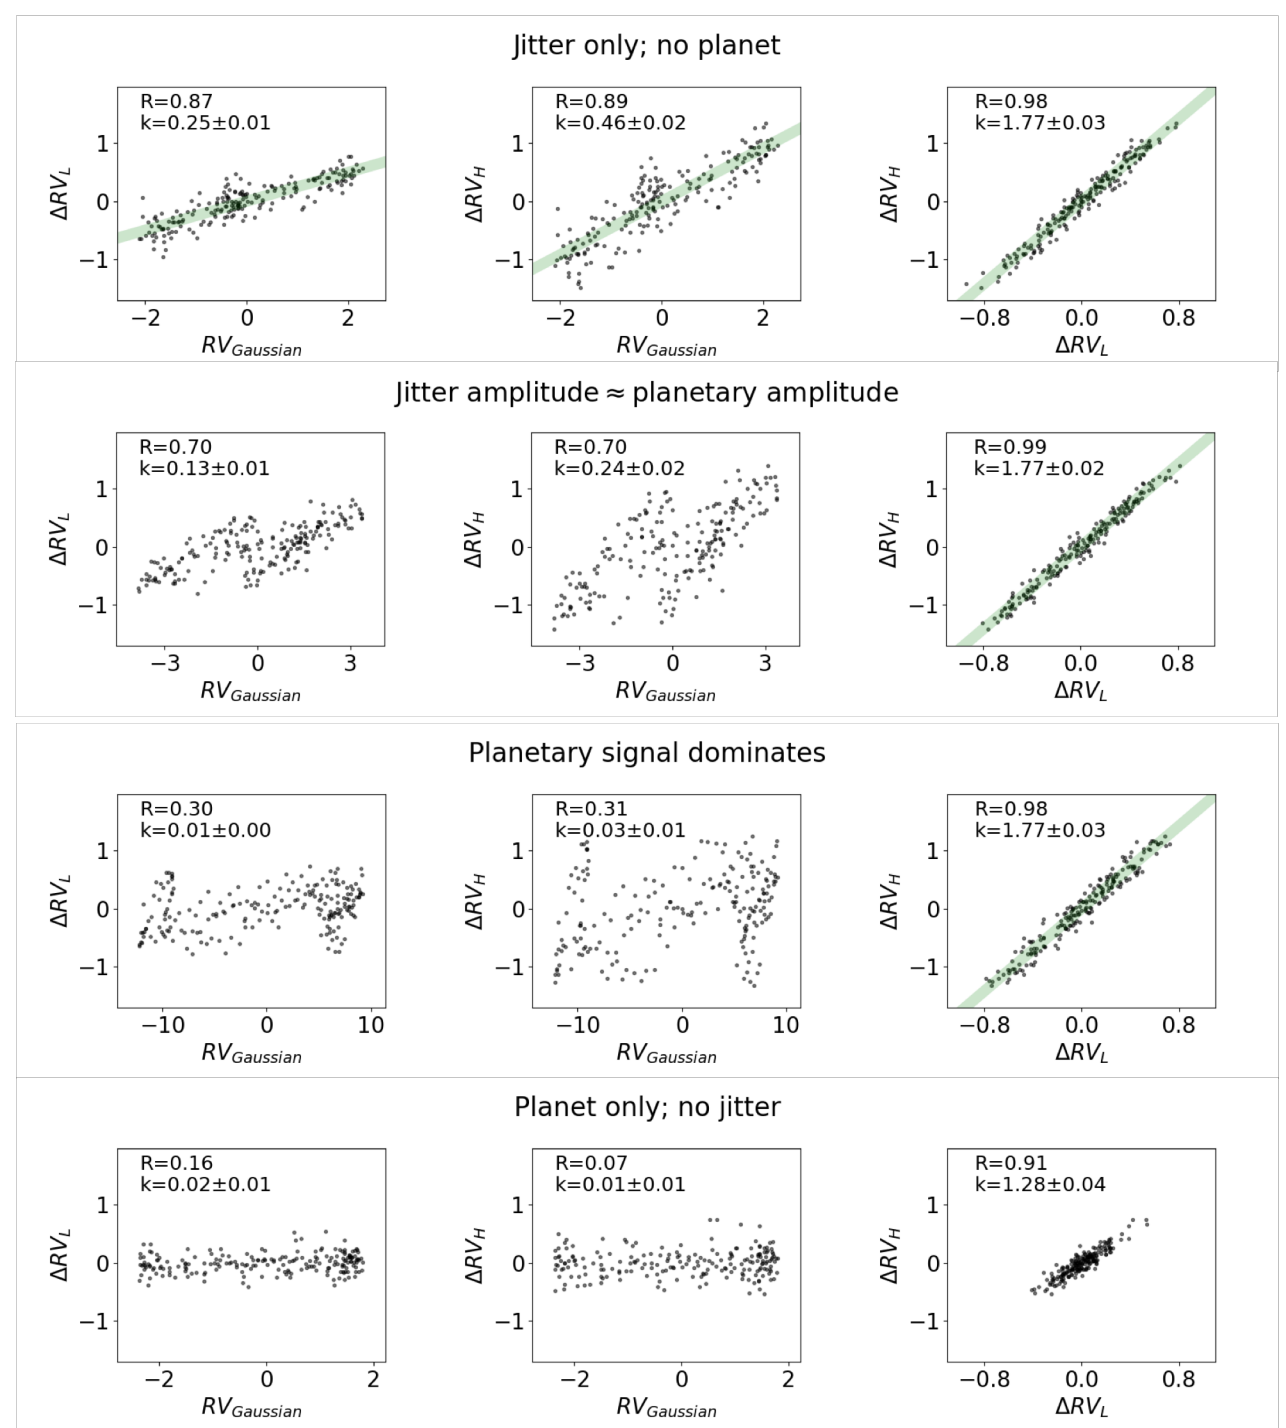 Jitter only; no planet
R=0.87
k=0.25±0.01
1
0
−1
ΔRV_L
−2 0 2
RV_Gaussian
R=0.89
k=0.46±0.02
1
0
−1
ΔRV_H
−2 0 2
RV_Gaussian
R=0.98
k=1.77±0.03
1
0
−1
ΔRV_H
−0.8 0.0 0.8
ΔRV_L
Jitter amplitude ≈ planetary amplitude
R=0.70
k=0.13±0.01
1
0
−1
ΔRV_L
−3 0 3
RV_Gaussian
R=0.70
k=0.24±0.02
1
0
−1
ΔRV_H
−3 0 3
RV_Gaussian
R=0.99
k=1.77±0.02
1
0
−1
ΔRV_H
−0.8 0.0 0.8
ΔRV_L
Planetary signal dominates
R=0.30
k=0.01±0.00
1
0
−1
ΔRV_L
−10 0 10
RV_Gaussian
R=0.31
k=0.03±0.01
1
0
−1
ΔRV_H
−10 0 10
RV_Gaussian
R=0.98
k=1.77±0.03
1
0
−1
ΔRV_H
−0.8 0.0 0.8
ΔRV_L
Planet only; no jitter
R=0.16
k=0.02±0.01
1
0
−1
ΔRV_L
−2 0 2
RV_Gaussian
R=0.07
k=0.01±0.01
1
0
−1
ΔRV_H
−2 0 2
RV_Gaussian
R=0.91
k=1.28±0.04
1
0
−1
ΔRV_H
−0.8 0.0 0.8
ΔRV_L